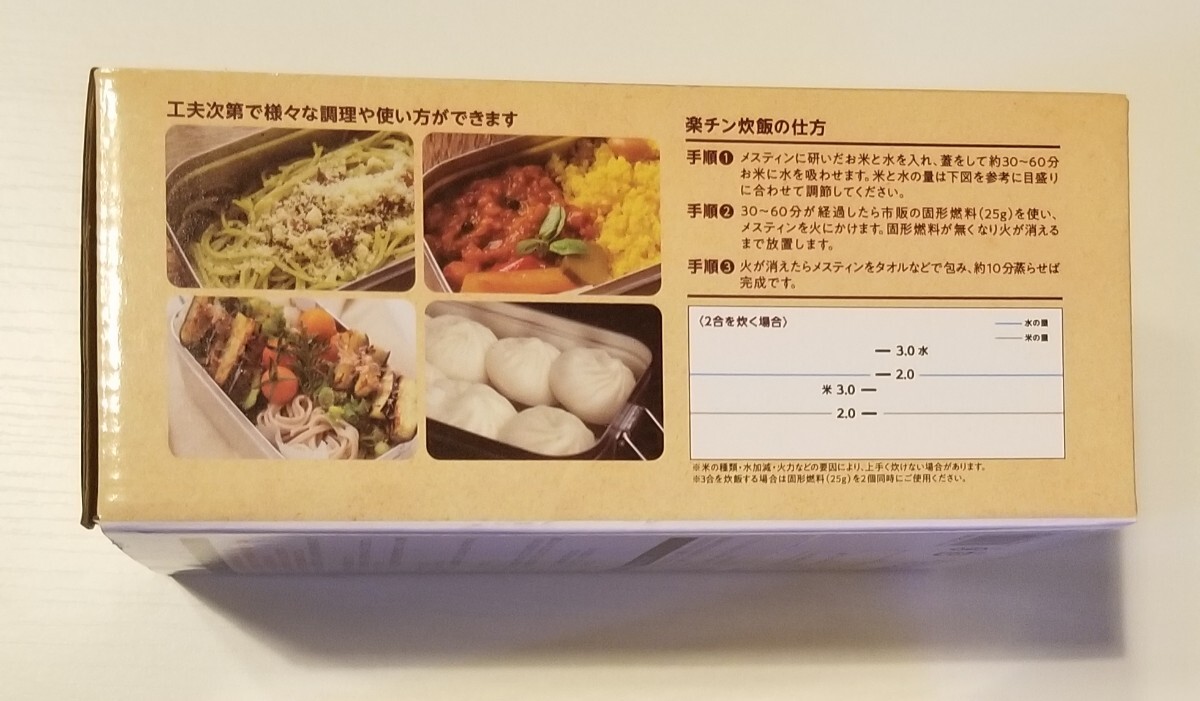 工夫次第で様々な調理や使い方ができます
楽チン炊飯の仕方
手順❶ メスティンに研いだお米と水を入れ、蓋をして約30〜60分
お米に水を吸わせます。米と水の量は下図を参考に目盛り
に合わせて調節してください。
手順❷ 30〜60分が経過したら市販の固形燃料(25g)を使い、
メスティンを火にかけます。固形燃料が無くなり火が消える
まで放置します。
手順❸ 火が消えたらメスティンをタオルなどで包み、約10分蒸らせば
完成です。
〈2合を炊く場合〉
水の量
米の量
3.0 水
2.0
米 3.0
2.0
※米の種類・水加減・火力などの要因により、上手く炊けない場合があります。
※3合を炊飯する場合は固形燃料(25g)を2個同時にご使用ください。